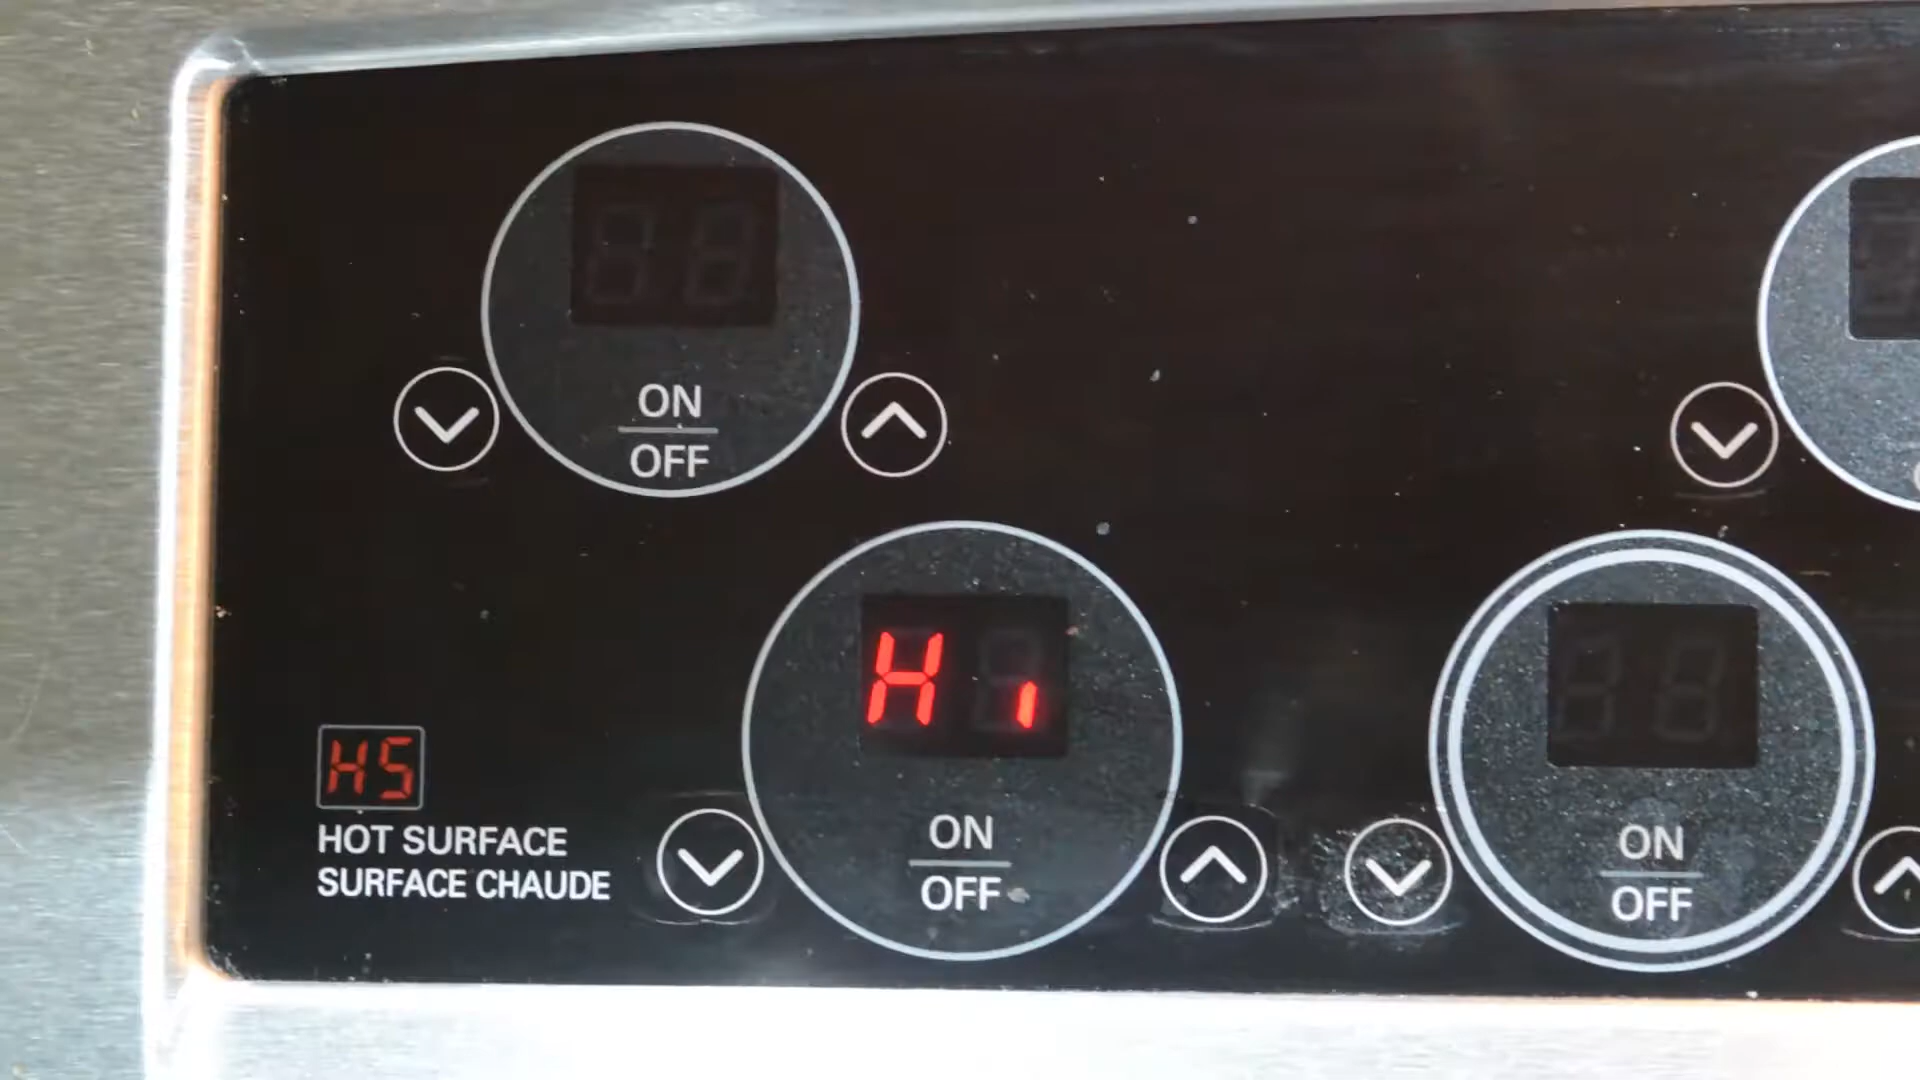 ON
OFF
Hi
ON
OFF
ON
OFF
HS
HOT SURFACE
SURFACE CHAUDE